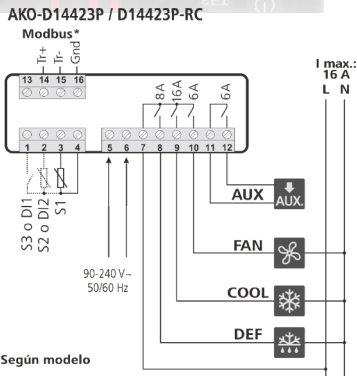 AKO-D14423P / D14423P-RC
Modbus*
Tr+
Tr-
Gnd
I max.:
16 A
L N
13 14 15 16
8A
16A
6A
6A
1 2 3 4 5 6 7 8 9 10 11 12
S3 o DI1
S2 o DI2
S1
90-240 V~
50/60 Hz
AUX
AUX.
FAN
COOL
DEF
Según modelo